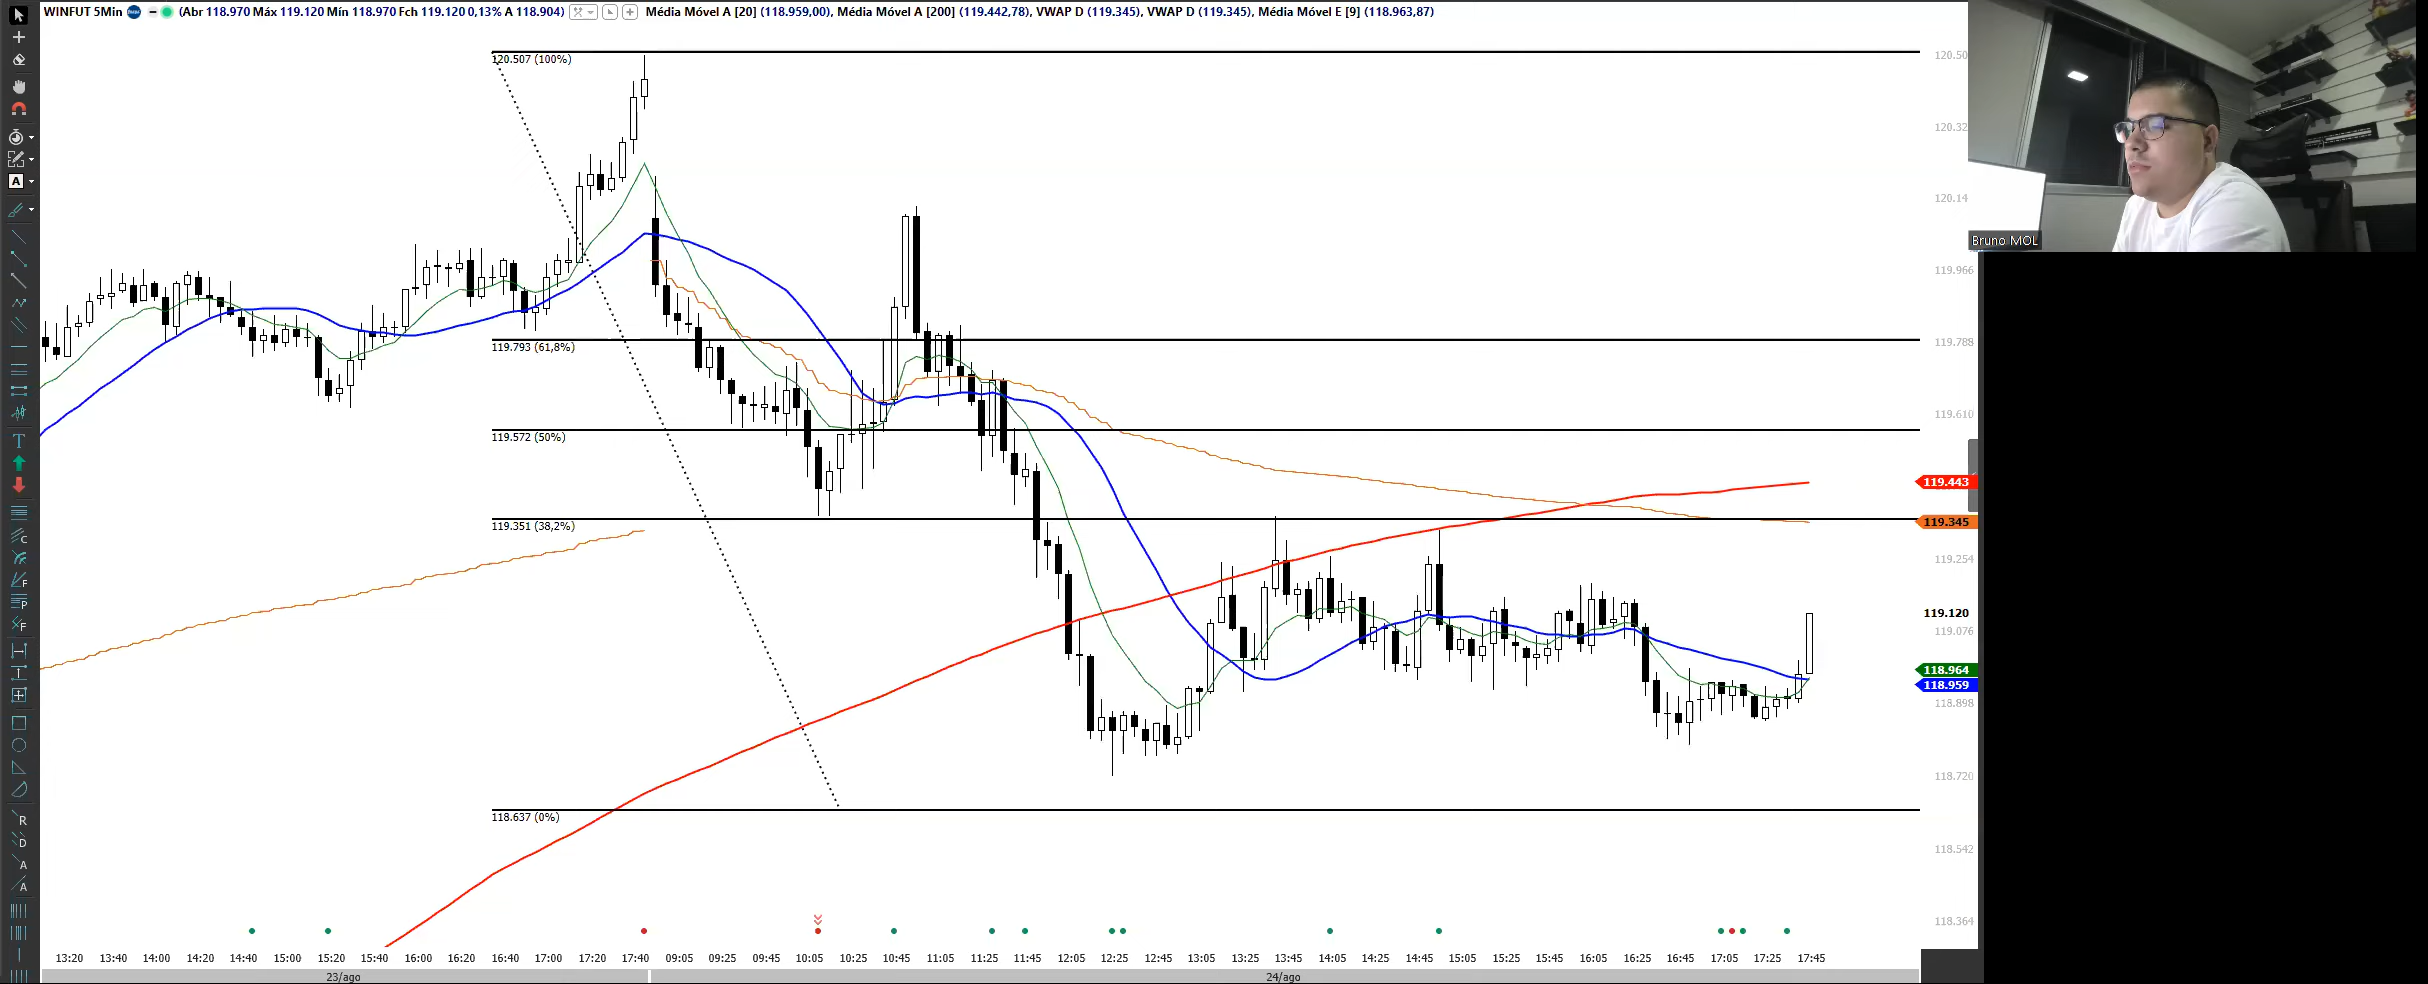 WINFUT 5Min (Abr 118.970 Máx 119.120 Mín 118.970 Fch 119.120 0,13% A 118.904) Média Móvel A [20] (118.959,00), Média Móvel A [200] (119.442,78), VWAP D (119.345), VWAP D (119.345), Média Móvel E [9] (118.963,87)
120.507 (100%)
119.793 (61,8%)
119.572 (50%)
119.351 (38,2%)
118.637 (0%)
120.50
120.32
120.14
119.966
119.788
119.610
119.443
119.345
119.254
119.120
119.076
118.964
118.959
118.898
118.720
118.542
118.364
Bruno MOL
A
T
C
F
P
F
R
D
A
A
13:20 13:40 14:00 14:20 14:40 15:00 15:20 15:40 16:00 16:20 16:40 17:00 17:20 17:40 09:05 09:25 09:45 10:05 10:25 10:45 11:05 11:25 11:45 12:05 12:25 12:45 13:05 13:25 13:45 14:05 14:25 14:45 15:05 15:25 15:45 16:05 16:25 16:45 17:05 17:25 17:45
23/ago 24/ago